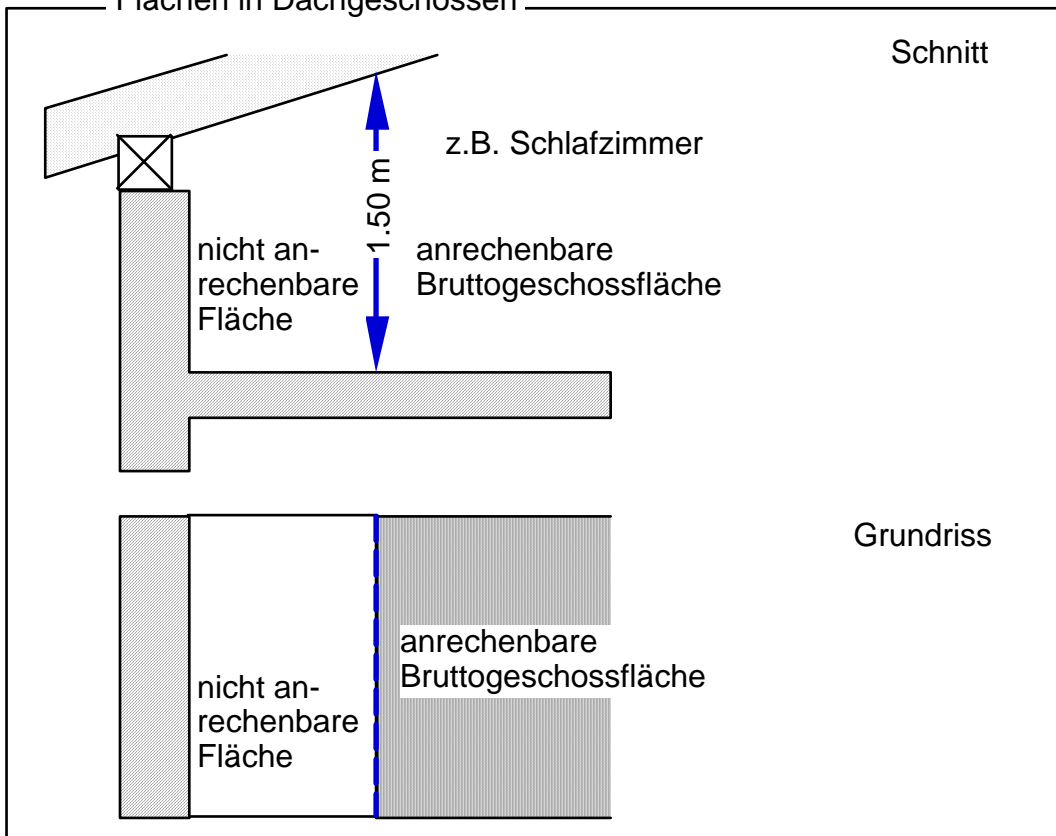 Flächen in Dachgeschossen
Schnitt
z.B. Schlafzimmer
1.50 m
nicht an-
rechenbare
Fläche
anrechenbare
Bruttogeschossfläche
Grundriss
anrechenbare
Bruttogeschossfläche
nicht an-
rechenbare
Fläche